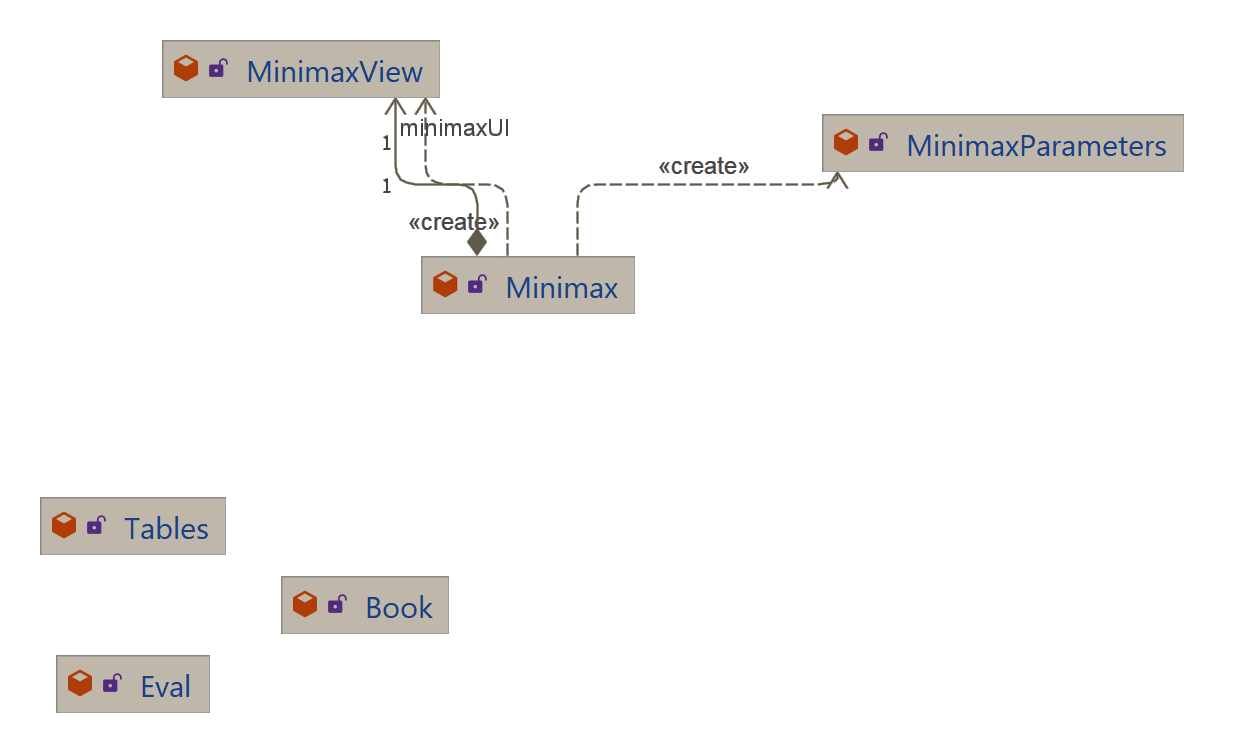 MinimaxView
minimaxUI
1
MinimaxParameters
«create»
1
«create»
Minimax
Tables
Book
Eval